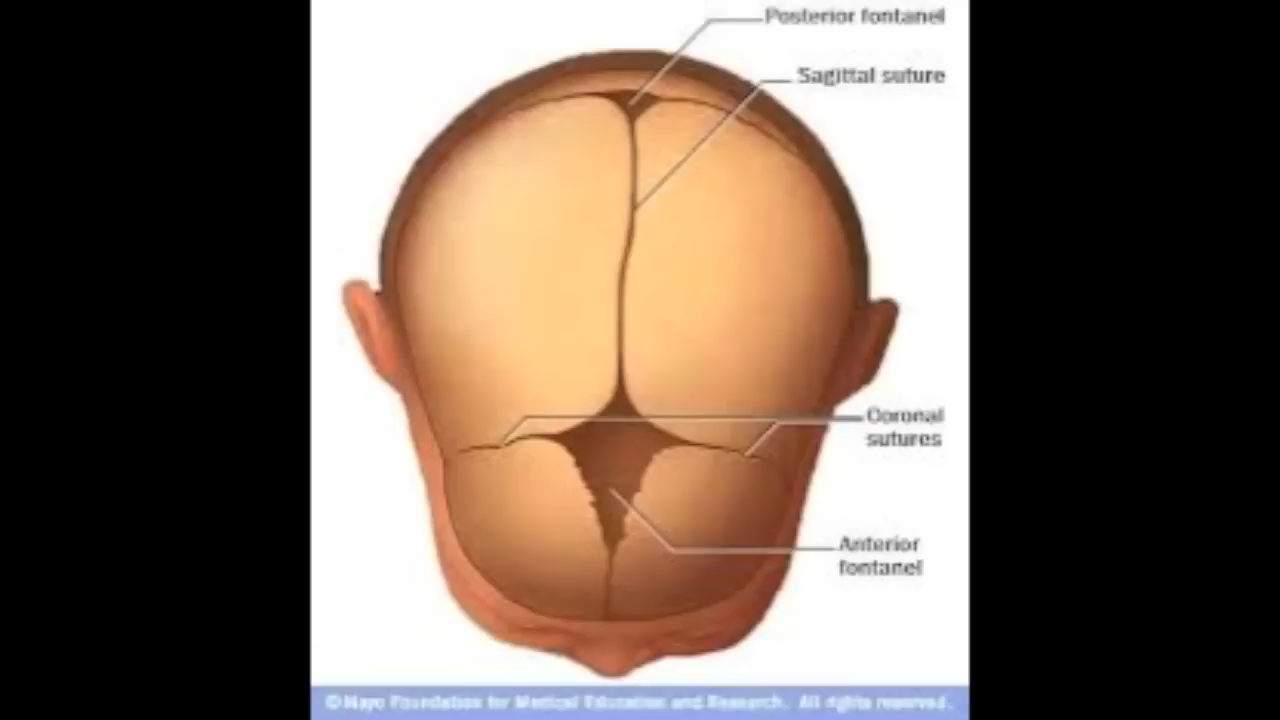 Posterior fontanel
Sagittal suture
Coronal
sutures
Anterior
fontanel
© Mayo Foundation for Medical Education and Research. All rights reserved.